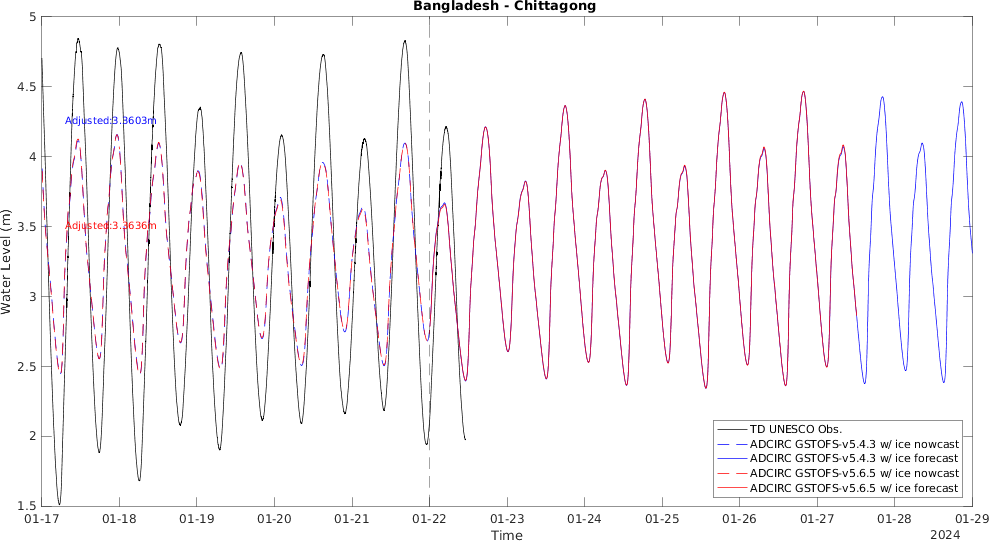 Bangladesh - Chittagong
5
4.5
4
3.5
3
2.5
2
1.5
Water Level (m)
Adjusted:3.3603m
Adjusted:3.3636m
TD UNESCO Obs.
ADCIRC GSTOFS-v5.4.3 w/ ice nowcast
ADCIRC GSTOFS-v5.4.3 w/ ice forecast
ADCIRC GSTOFS-v5.6.5 w/ ice nowcast
ADCIRC GSTOFS-v5.6.5 w/ ice forecast
01-17 01-18 01-19 01-20 01-21 01-22 01-23 01-24 01-25 01-26 01-27 01-28 01-29
Time
2024